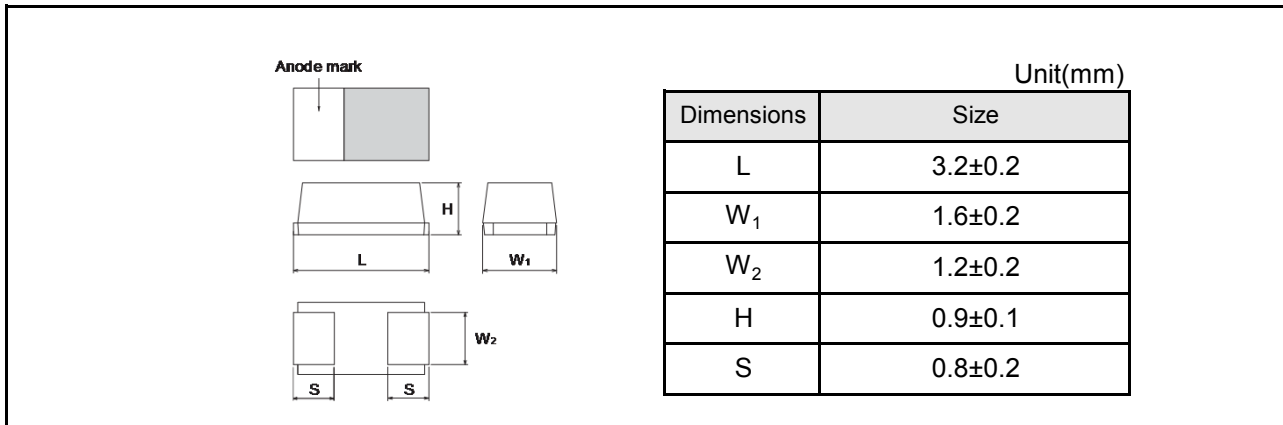 Anode mark
H
L
W₁
W₂
S
S
Unit(mm)
Dimensions Size
L 3.2±0.2
W₁ 1.6±0.2
W₂ 1.2±0.2
H 0.9±0.1
S 0.8±0.2